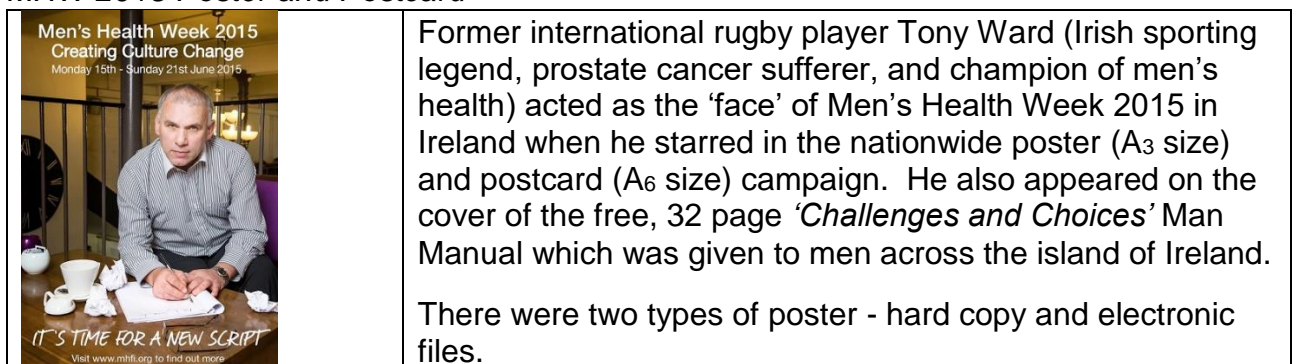 MHW 2015 Poster and Postcard
Men's Health Week 2015
Creating Culture Change
Monday 15th - Sunday 21st June 2015
IT'S TIME FOR A NEW SCRIPT
Visit www.mhfi.org to find out more
Former international rugby player Tony Ward (Irish sporting
legend, prostate cancer sufferer, and champion of men's
health) acted as the 'face' of Men's Health Week 2015 in
Ireland when he starred in the nationwide poster (A3 size)
and postcard (A6 size) campaign. He also appeared on the
cover of the free, 32 page 'Challenges and Choices' Man
Manual which was given to men across the island of Ireland.
There were two types of poster - hard copy and electronic
files.